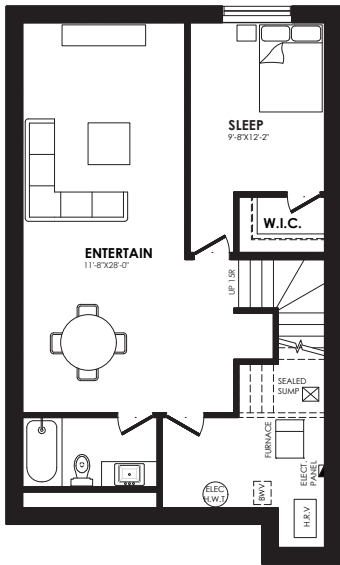 SLEEP
9'-8"X12'-2"
W.I.C.
ENTERTAIN
11'-8"X28'-0"
UP 15R
SEALED
SUMP
FURNACE
ELECT.
PANEL
ELEC
H.W.T
BWV
H.R.V